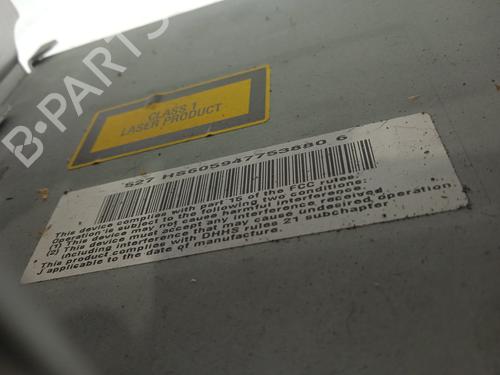 B-PARTS
CLASS 1
LASER PRODUCT
527 HS605947753880 6
This device complies with Part 15 of the FCC rules.
Operation is subject to the following two conditions:
(1) This device may not cause harmful interference
(2) This device must accept any interference received
including interference that may cause undesired operation
This product complies with DHHS rules 21 subchapter
J applicable to the date of manufacture.